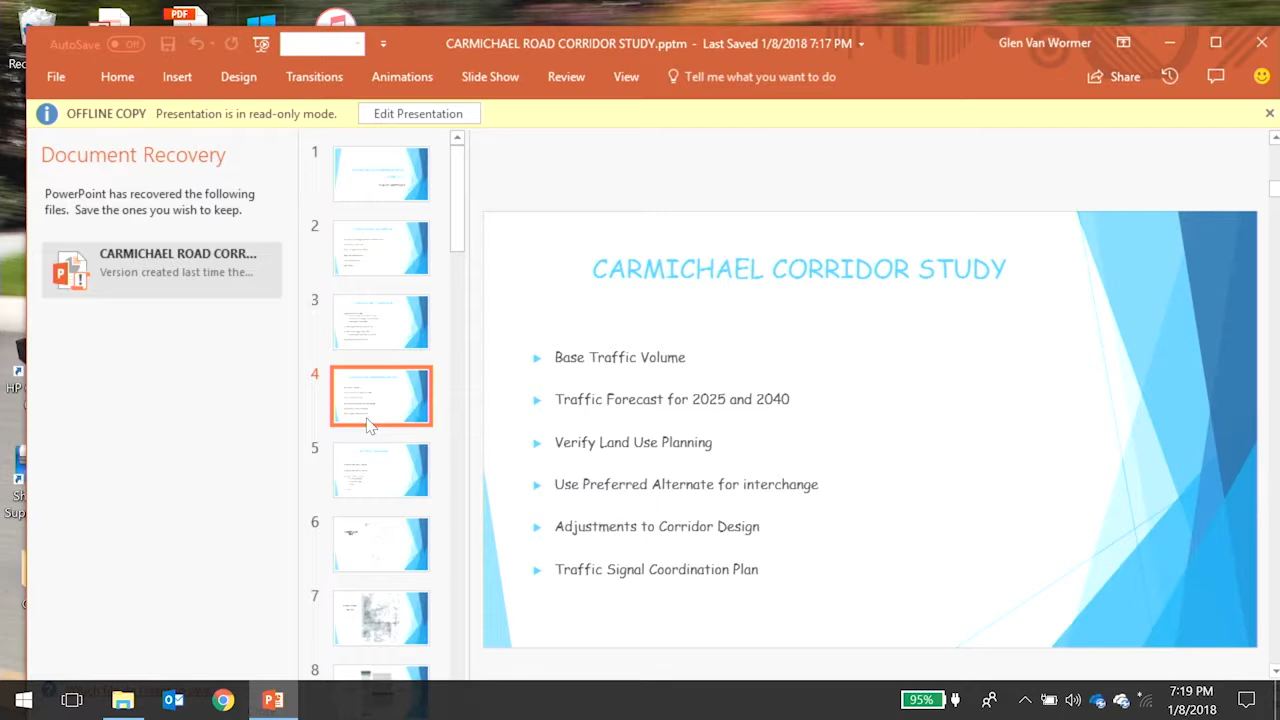 PDF
AutoSave
Off
CARMICHAEL ROAD CORRIDOR STUDY.pptm - Last Saved 1/8/2018 7:17 PM
Glen Van Wormer
File Home Insert Design Transitions Animations Slide Show Review View Tell me what you want to do Share
OFFLINE COPY Presentation is in read-only mode. Edit Presentation
Document Recovery
PowerPoint has recovered the following
files. Save the ones you wish to keep.
CARMICHAEL ROAD CORR...
Version created last time the...
1
2
3
4
5
6
7
8
CARMICHAEL CORRIDOR STUDY
Base Traffic Volume
Traffic Forecast for 2025 and 2040
Verify Land Use Planning
Use Preferred Alternate for interchange
Adjustments to Corridor Design
Traffic Signal Coordination Plan
Rec
HP
Sh
Supp
95%
7:19 PM
1/8/2018